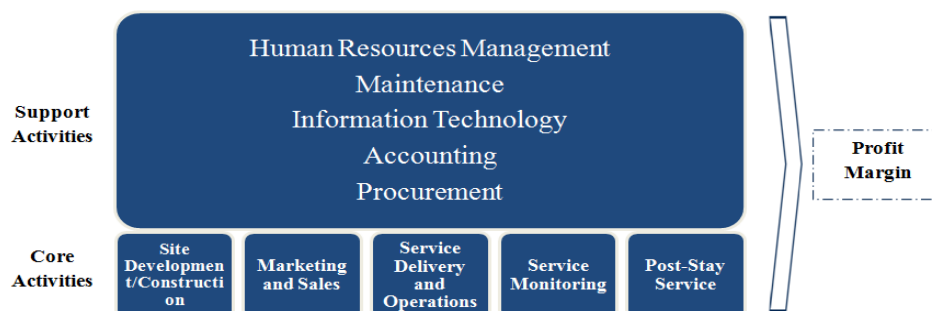 Support
Activities
Human Resources Management
Maintenance
Information Technology
Accounting
Procurement
Profit
Margin
Core
Activities
Site
Developmen
t/Constructi
on
Marketing
and Sales
Service
Delivery
and
Operations
Service
Monitoring
Post-Stay
Service